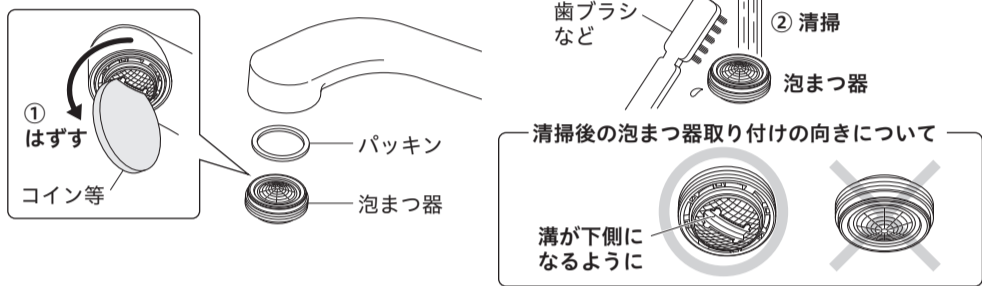 ①
はずす
コイン等
パッキン
泡まつ器
歯ブラシ
など
② 清掃
泡まつ器
清掃後の泡まつ器取り付けの向きについて
溝が下側に
なるように